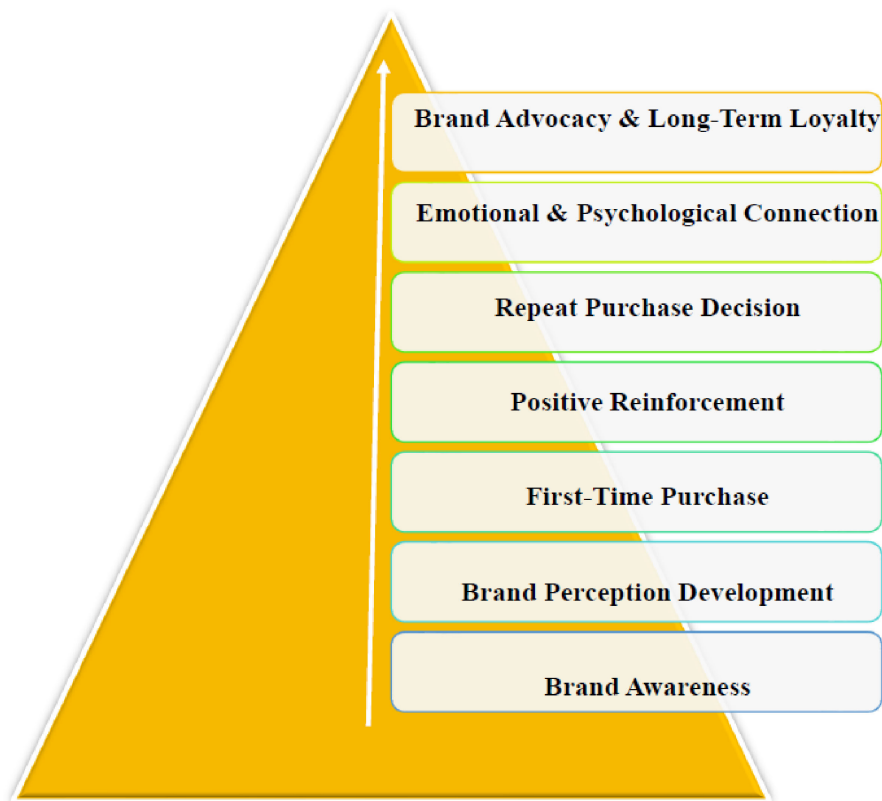 Brand Advocacy & Long-Term Loyalty
Emotional & Psychological Connection
Repeat Purchase Decision
Positive Reinforcement
First-Time Purchase
Brand Perception Development
Brand Awareness